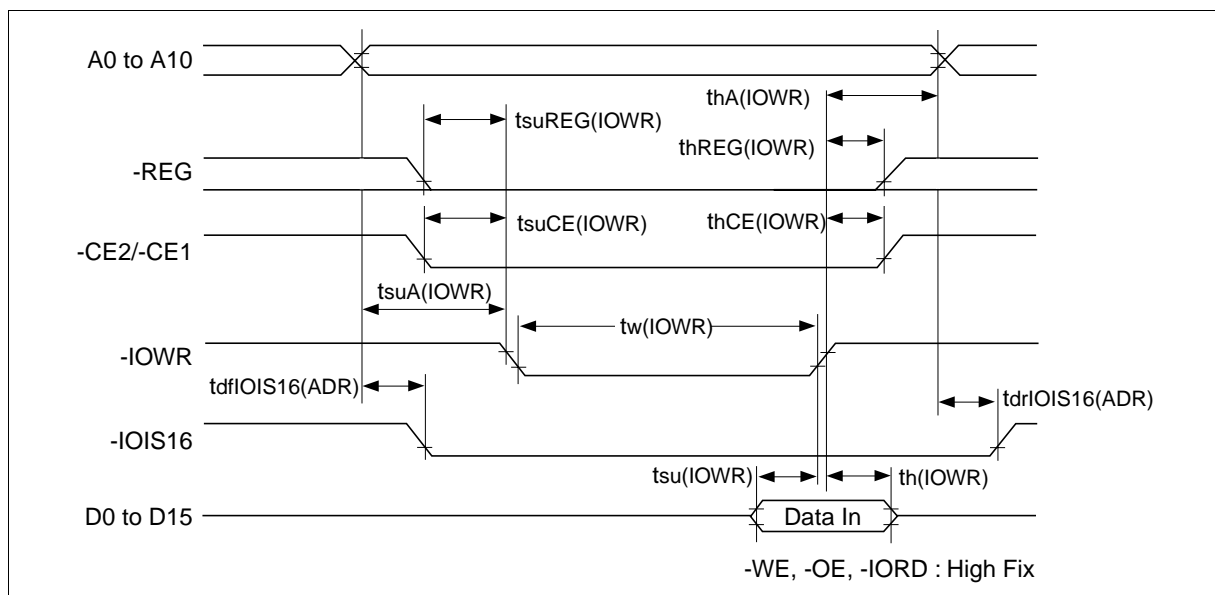 A0 to A10
thA(IOWR)
tsuREG(IOWR)
thREG(IOWR)
-REG
tsuCE(IOWR)
thCE(IOWR)
-CE2/-CE1
tsuA(IOWR)
tw(IOWR)
-IOWR
tdfIOIS16(ADR)
tdrIOIS16(ADR)
-IOIS16
tsu(IOWR)
th(IOWR)
D0 to D15
Data In
-WE, -OE, -IORD : High Fix